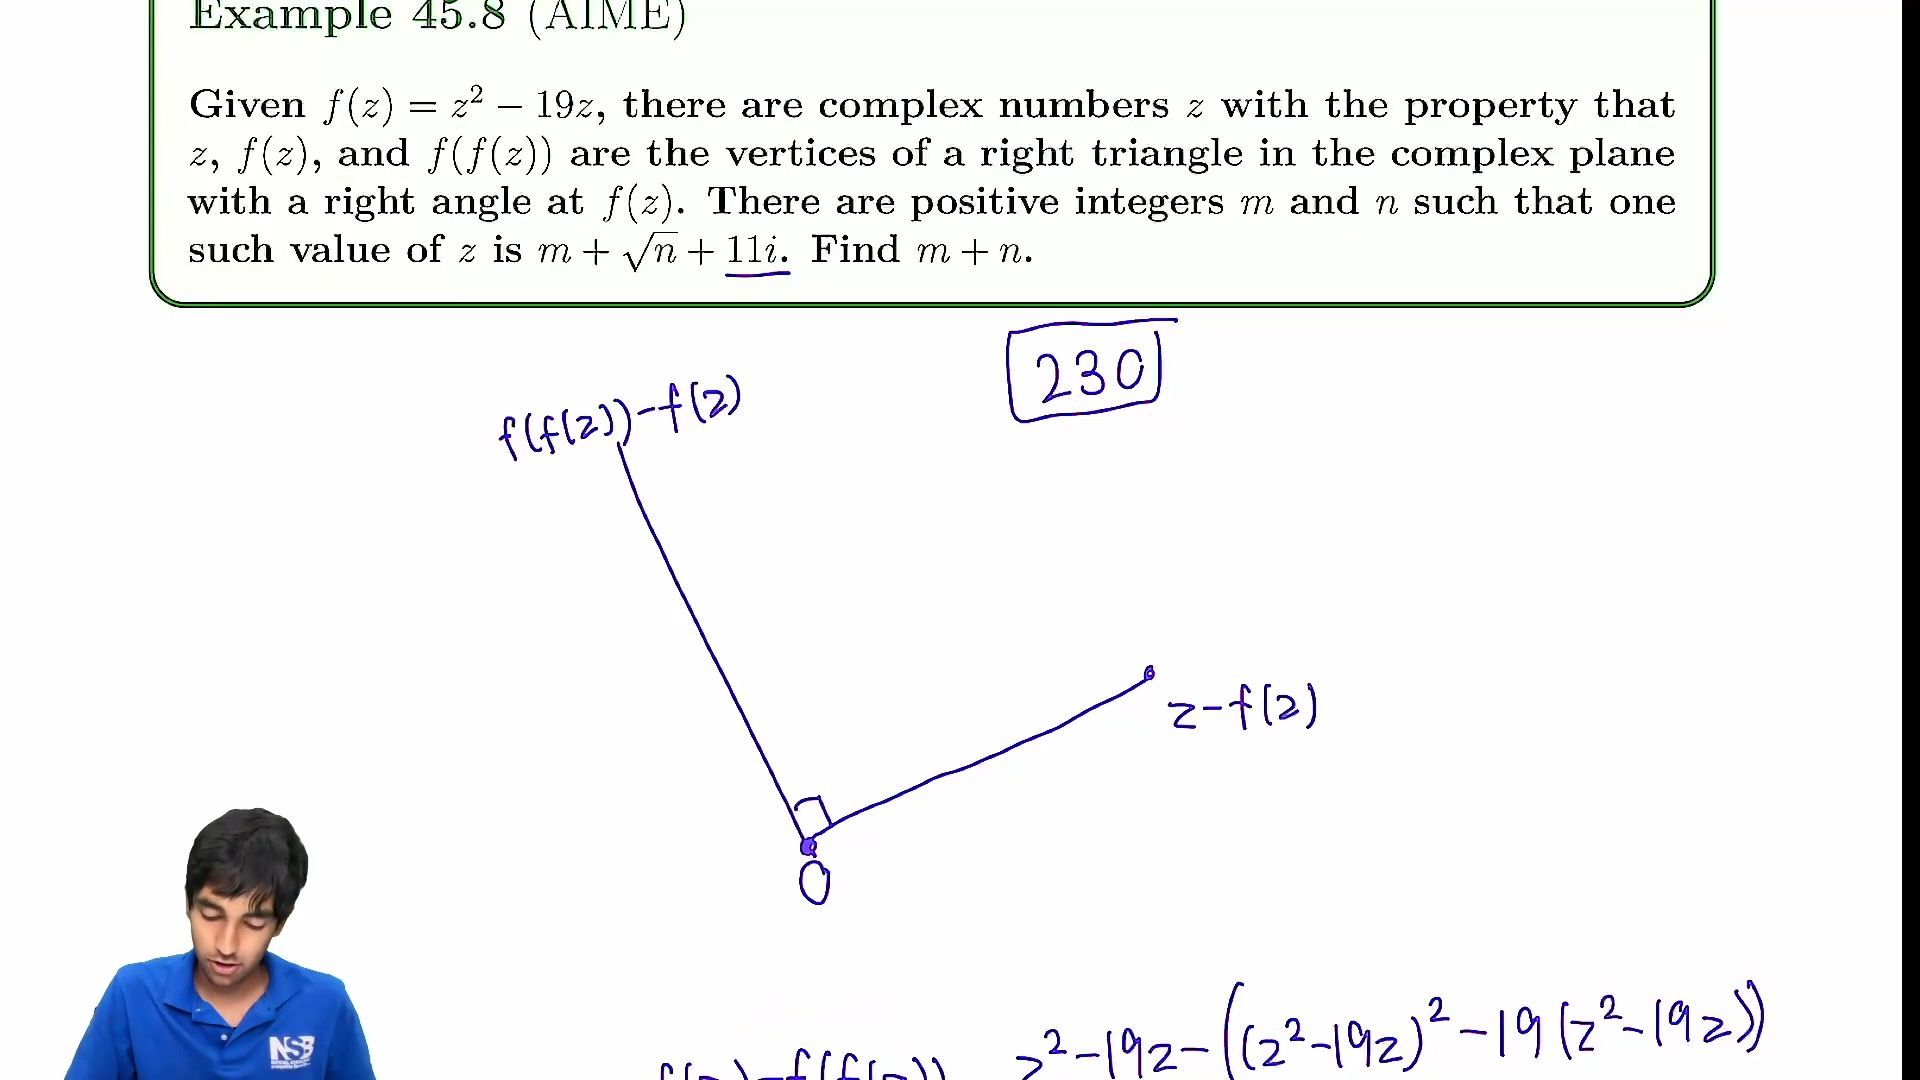 Example 45.8 (AIME)
Given f(z) = z² − 19z, there are complex numbers z with the property that
z, f(z), and f(f(z)) are the vertices of a right triangle in the complex plane
with a right angle at f(z). There are positive integers m and n such that one
such value of z is m + √n + 11i. Find m + n.
230
f(f(z))-f(z)
z-f(z)
0
z²-19z-((z²-19z)²-19(z²-19z))
f(z)-f(f(z))
NSB